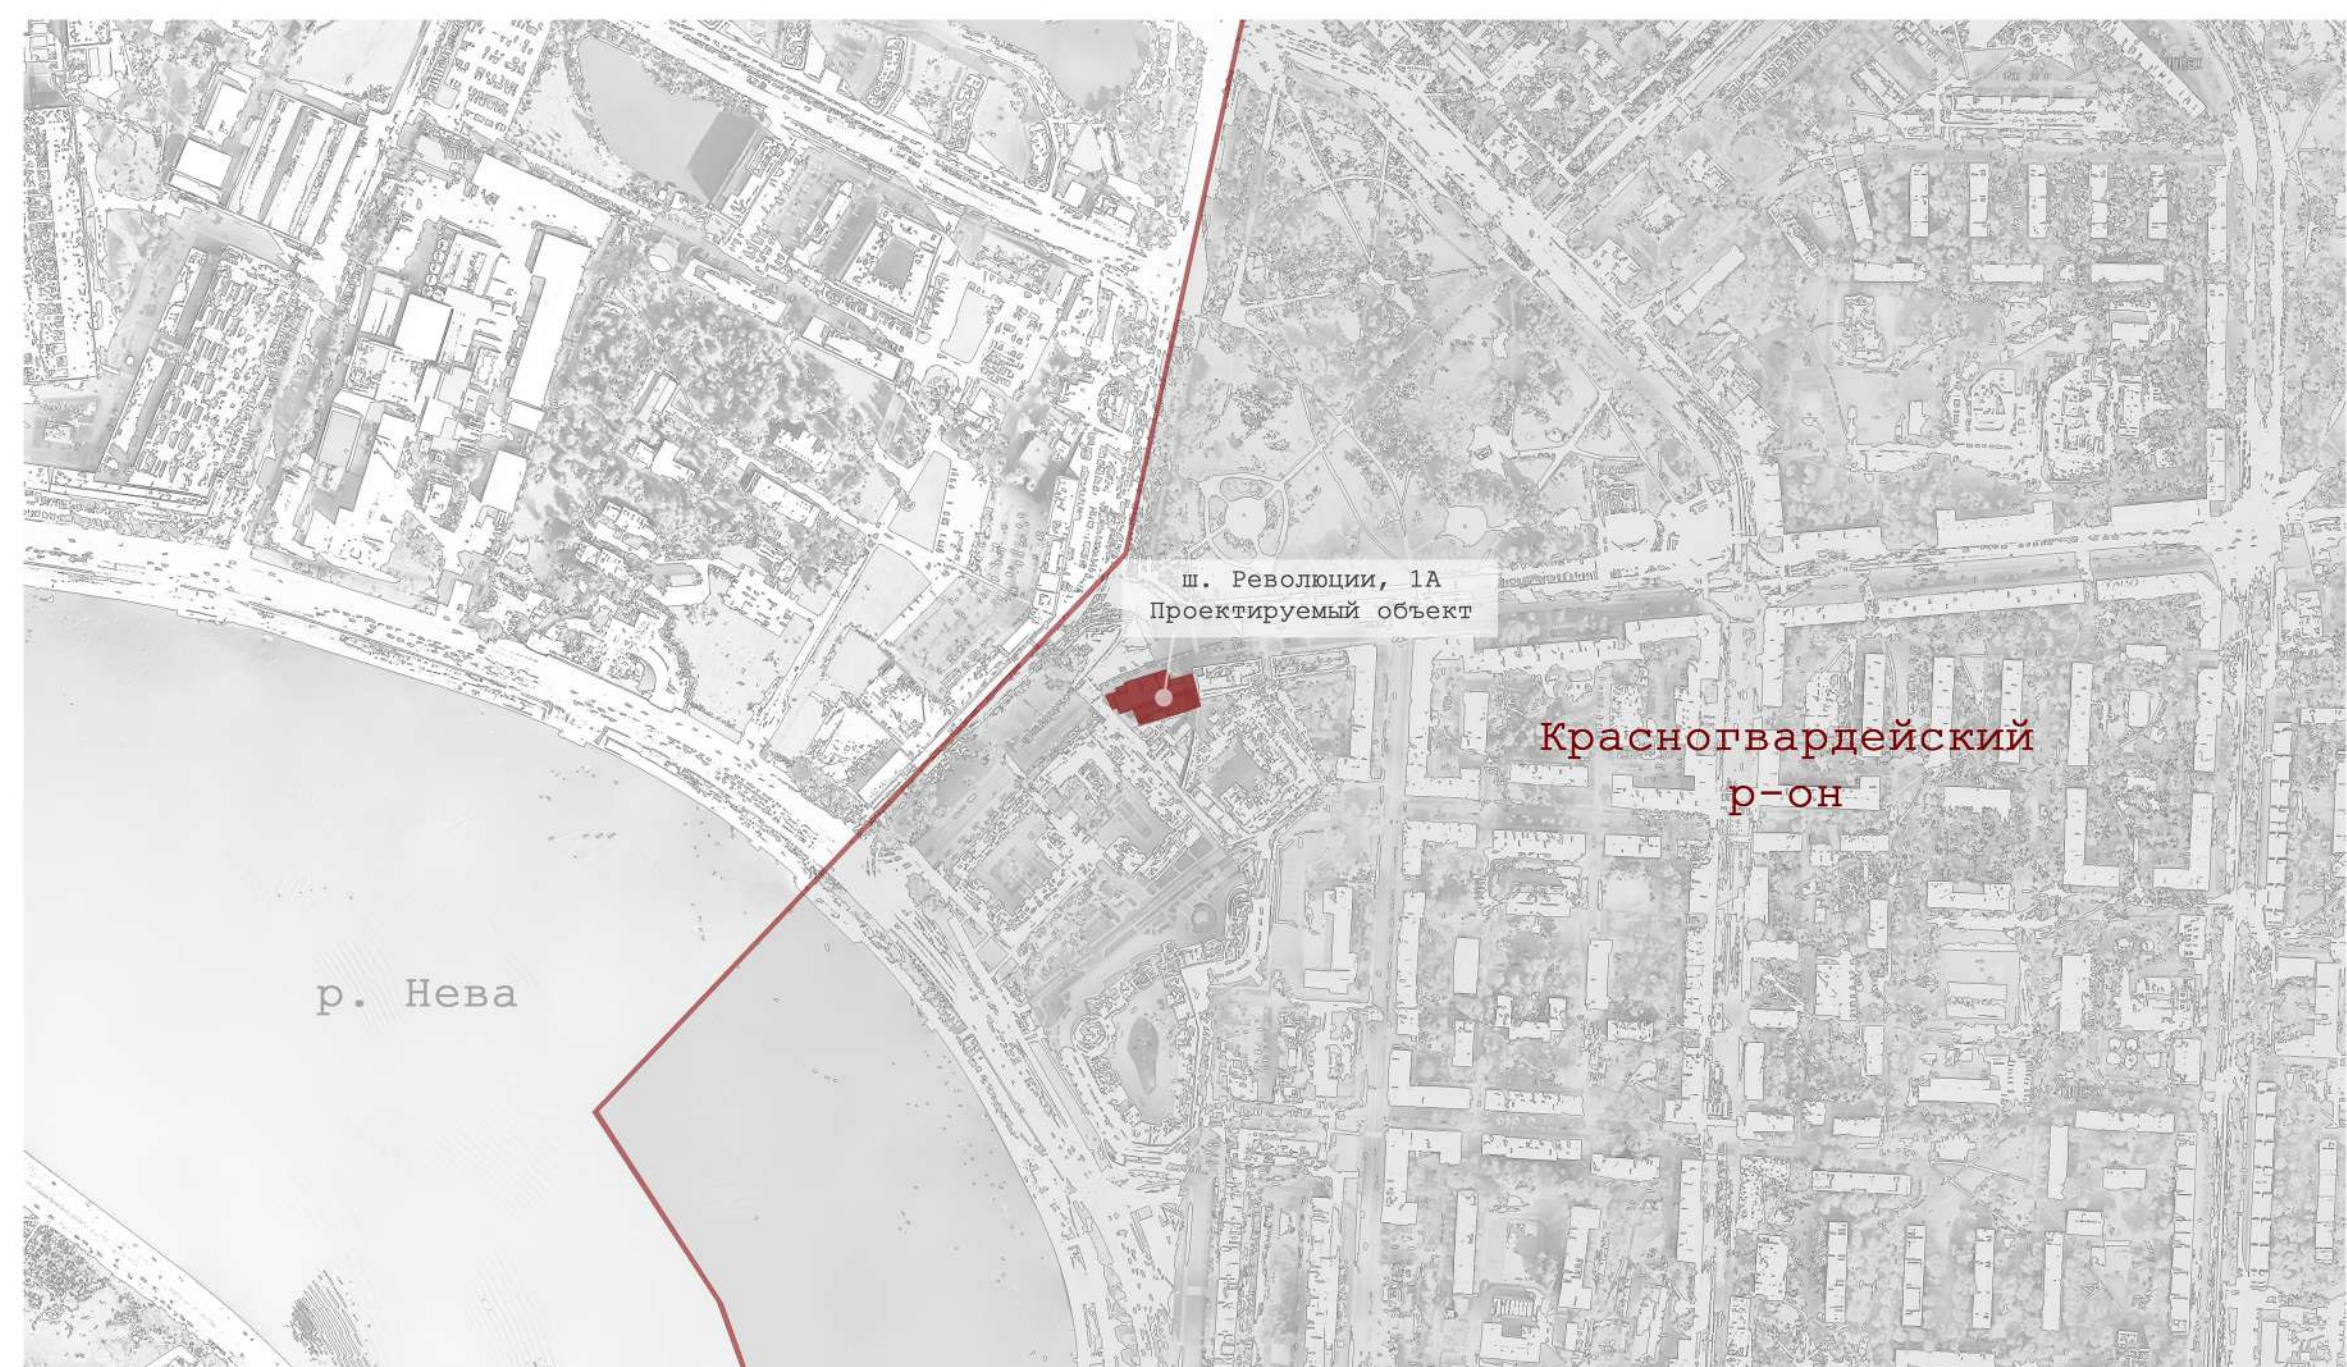 ш. Революции, 1А
Проектируемый объект
Красногвардейский
р-он
р. Нева